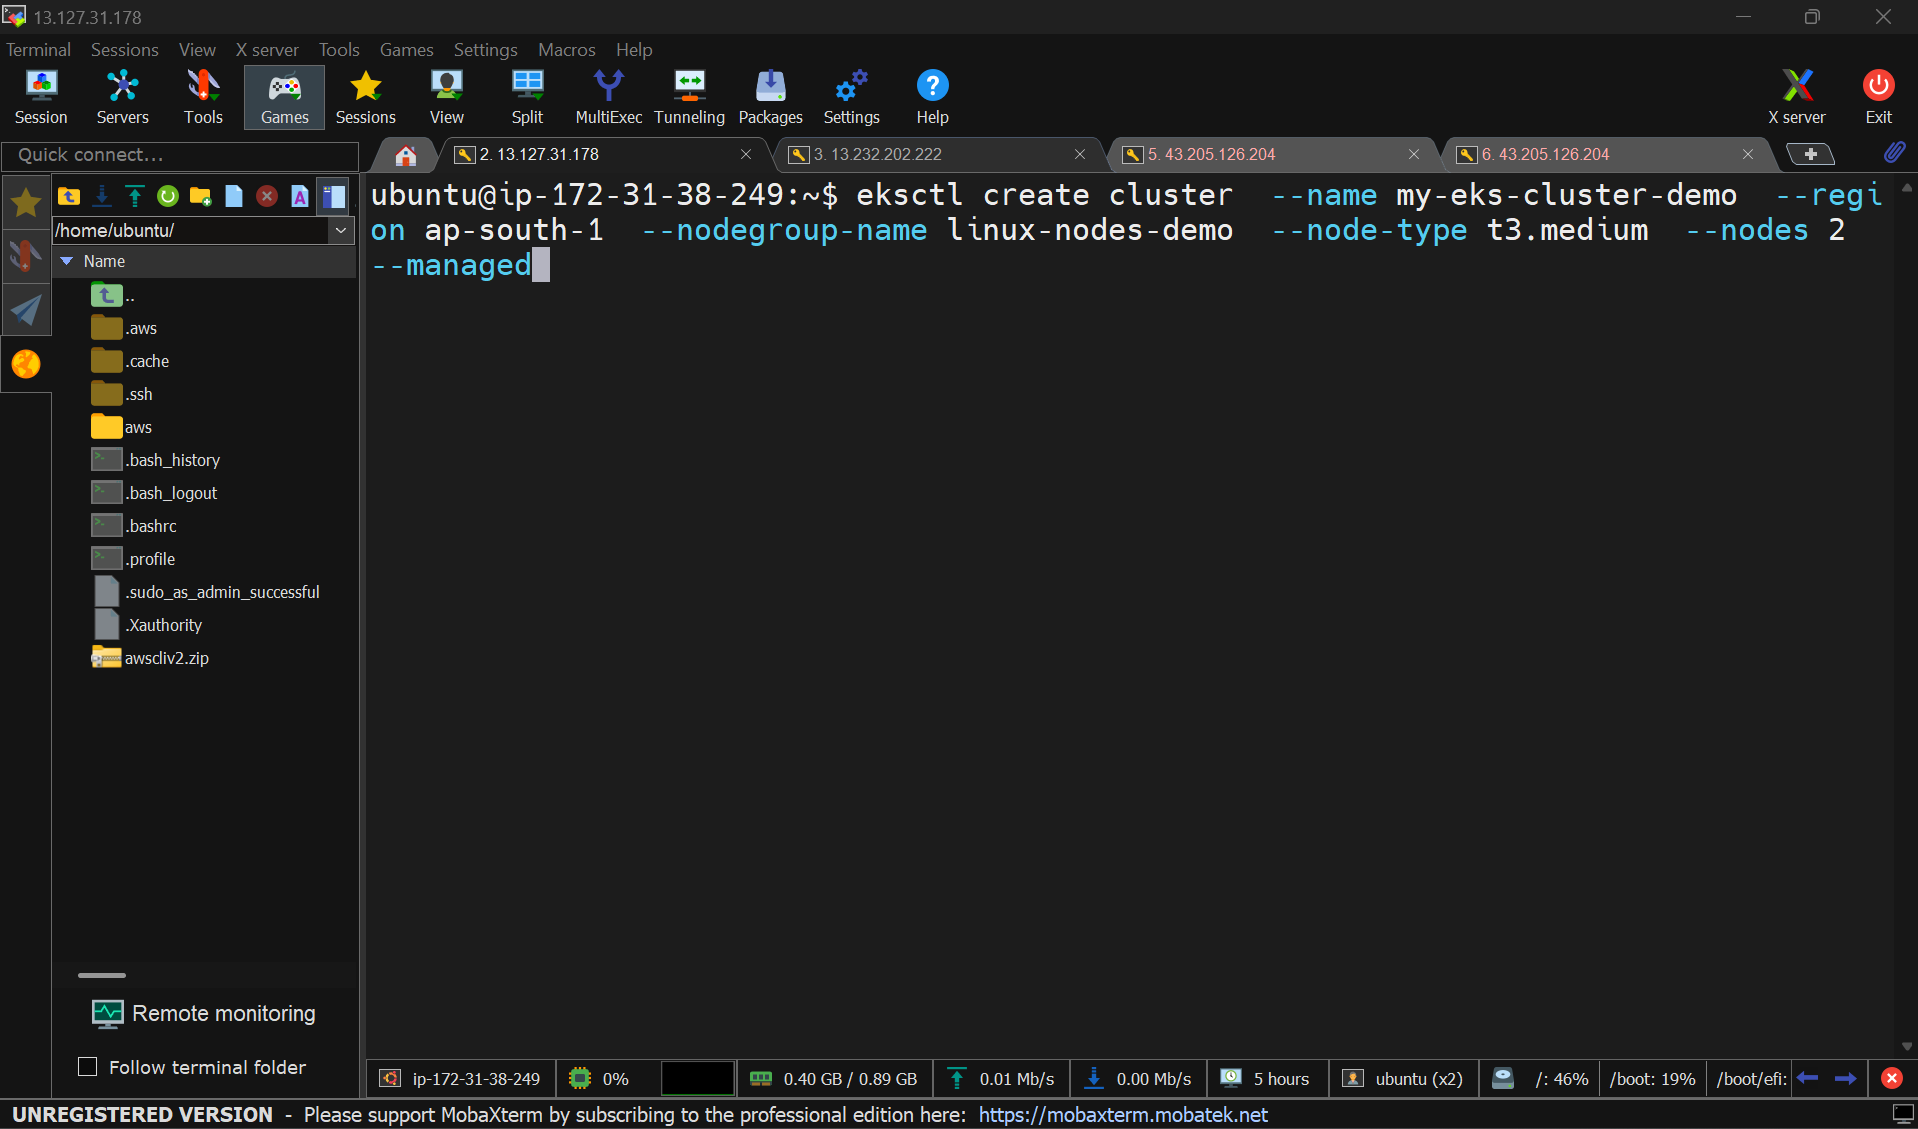 13.127.31.178
Terminal Sessions View X server Tools Games Settings Macros Help
Session Servers Tools Games Sessions View Split MultiExec Tunneling Packages Settings Help X server Exit
Quick connect...
2. 13.127.31.178
3. 13.232.202.222
5. 43.205.126.204
6. 43.205.126.204
/home/ubuntu/
Name
..
.aws
.cache
.ssh
aws
.bash_history
.bash_logout
.bashrc
.profile
.sudo_as_admin_successful
.Xauthority
awscliv2.zip
Remote monitoring
Follow terminal folder
ubuntu@ip-172-31-38-249:~$ eksctl create cluster  --name my-eks-cluster-demo  --regi
on ap-south-1  --nodegroup-name linux-nodes-demo  --node-type t3.medium  --nodes 2
--managed
ip-172-31-38-249 0% 0.40 GB / 0.89 GB 0.01 Mb/s 0.00 Mb/s 5 hours ubuntu (x2) /: 46% /boot: 19% /boot/efi:
UNREGISTERED VERSION - Please support MobaXterm by subscribing to the professional edition here: https://mobaxterm.mobatek.net